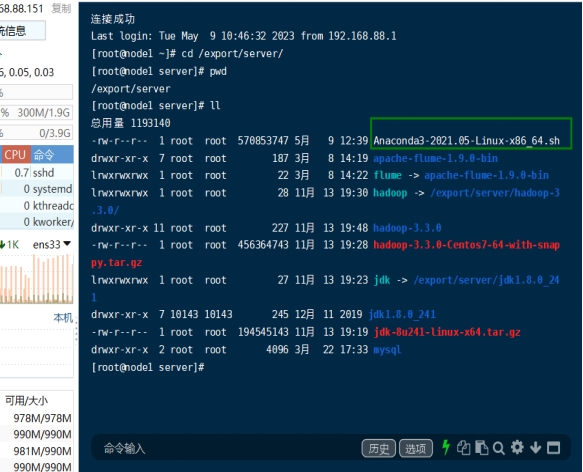 68.88.151 复制
统信息
6, 0.05, 0.03
%
% 300M/1.9G
% 0/3.9G
CPU 命令
0.7 sshd
0 systemd
0 kthreadd
0 kworker/
1K ens33
本机
可用/大小
978M/978M
990M/990M
981M/990M
990M/990M
连接成功
Last login: Tue May  9 10:46:32 2023 from 192.168.88.1
[root@node1 ~]# cd /export/server/
[root@node1 server]# pwd
/export/server
[root@node1 server]# ll
总用量 1193140
-rw-r--r--  1 root  root  570853747 5月   9 12:39 Anaconda3-2021.05-Linux-x86_64.sh
drwxr-xr-x  7 root  root        187 3月   8 14:19 apache-flume-1.9.0-bin
lrwxrwxrwx  1 root  root         22 3月   8 14:22 flume -> apache-flume-1.9.0-bin
lrwxrwxrwx  1 root  root         28 11月  13 19:30 hadoop -> /export/server/hadoop-3
.3.0/
drwxr-xr-x 11 root  root        227 11月  13 19:48 hadoop-3.3.0
-rw-r--r--  1 root  root  456364743 11月  13 19:28 hadoop-3.3.0-Centos7-64-with-snap
py.tar.gz
lrwxrwxrwx  1 root  root         27 11月  13 19:23 jdk -> /export/server/jdk1.8.0_24
1
drwxr-xr-x  7 10143 10143       245 12月  11 2019 jdk1.8.0_241
-rw-r--r--  1 root  root  194545143 11月  13 19:19 jdk-8u241-linux-x64.tar.gz
drwxr-xr-x  2 root  root       4096 3月   22 17:33 mysql
[root@node1 server]#
命令输入 历史 选项